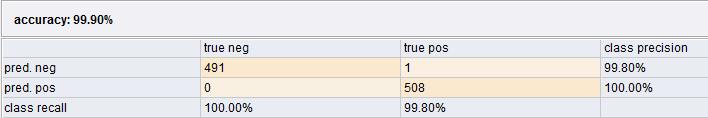 accuracy: 99.90%
true neg true pos class precision
pred. neg 491 1 99.80%
pred. pos 0 508 100.00%
class recall 100.00% 99.80%